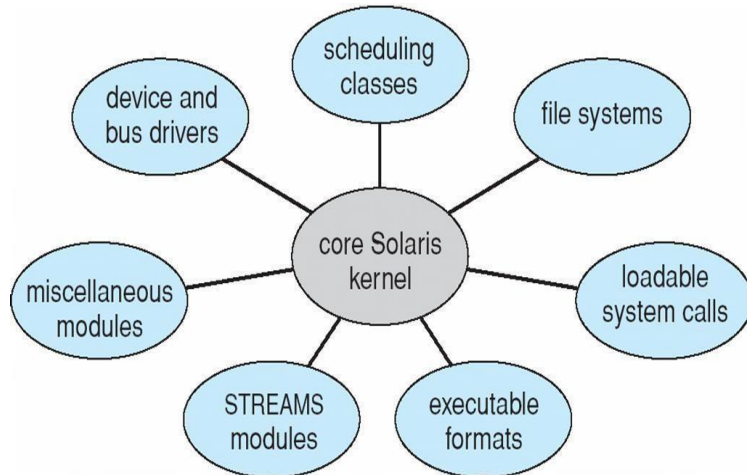 scheduling
classes
device and
bus drivers
file systems
core Solaris
kernel
miscellaneous
modules
loadable
system calls
STREAMS
modules
executable
formats